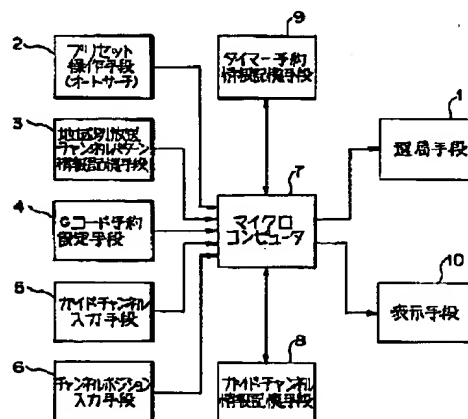 2
プリセット
操作手段
(オートサーチ)
3
地域別放送
チャンネルパターン
情報記憶手段
4
Gコード予約
設定手段
5
ガイドチャンネル
入力手段
6
チャンネルポジション
入力手段
9
タイマー予約
情報記憶手段
7
マイクロ
コンピュータ
8
ガイドチャンネル
情報記憶手段
1
選局手段
10
表示手段